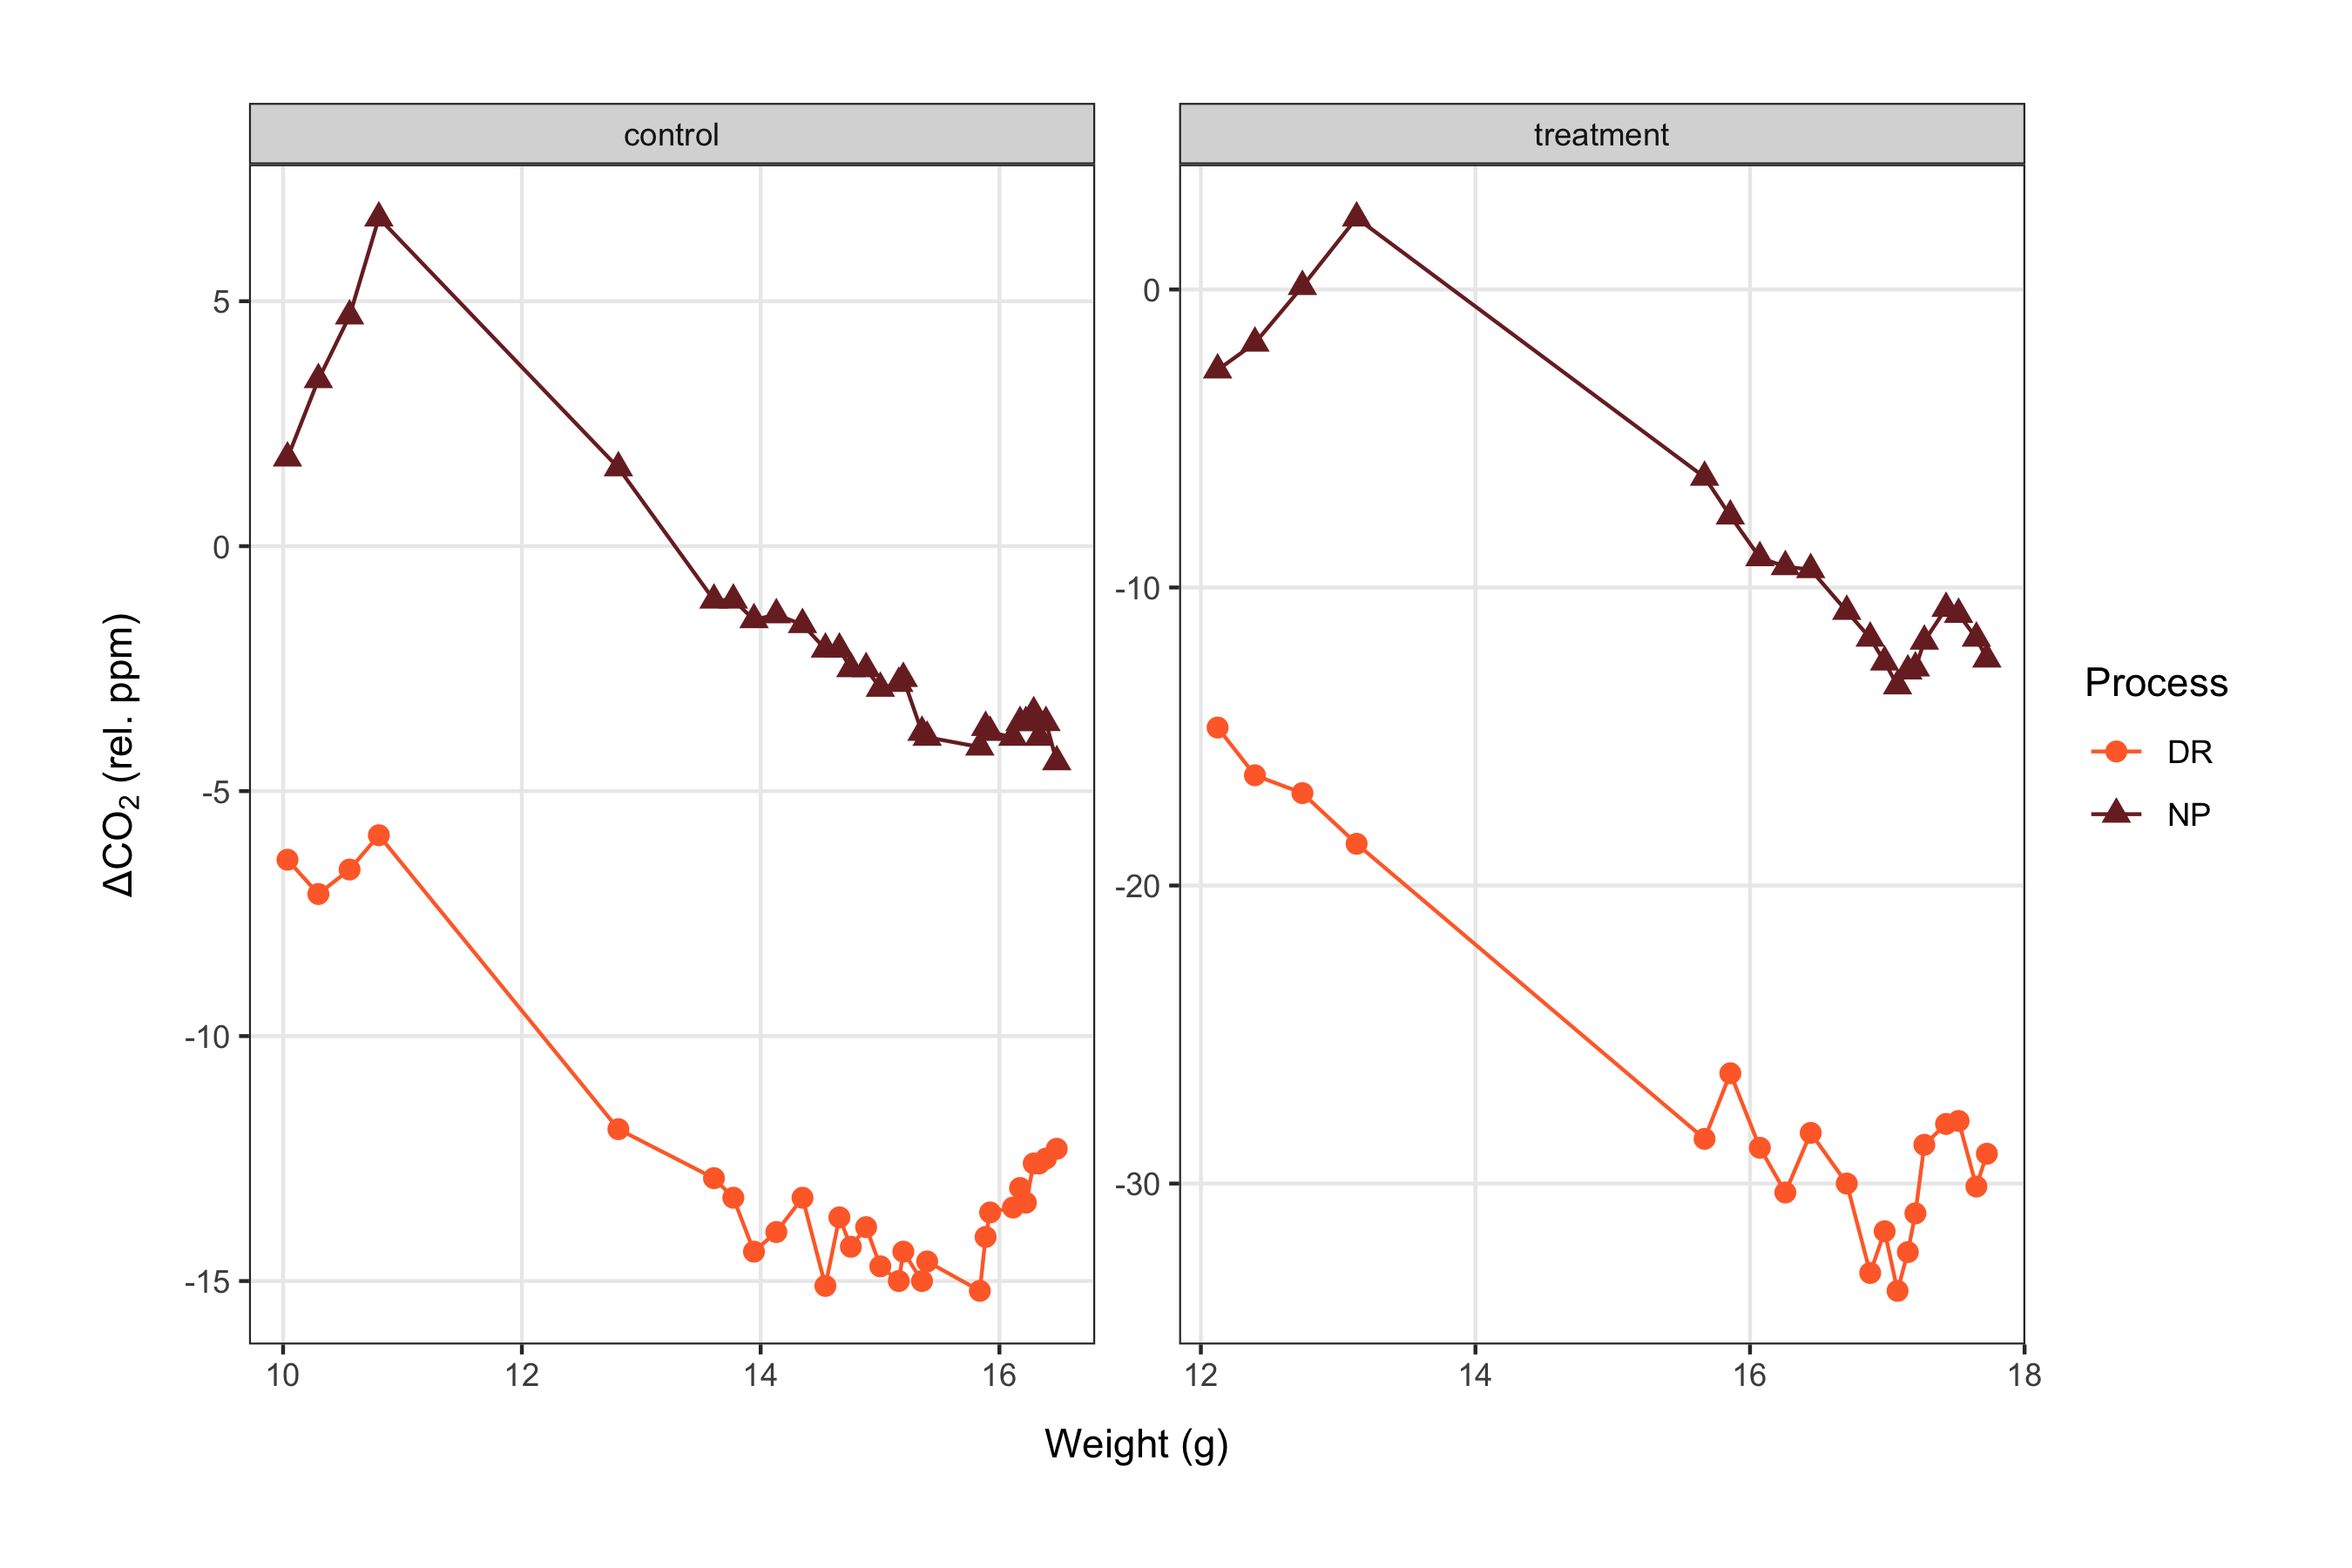 control
treatment
5
0
-5
-10
-15
0
-10
-20
-30
10 12 14 16
12 14 16 18
Weight (g)
ΔCO₂ (rel. ppm)
Process
DR
NP